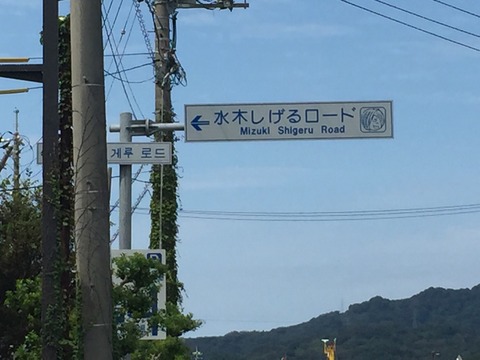 水木しげるロード
Mizuki Shigeru Road
게루 로드
P